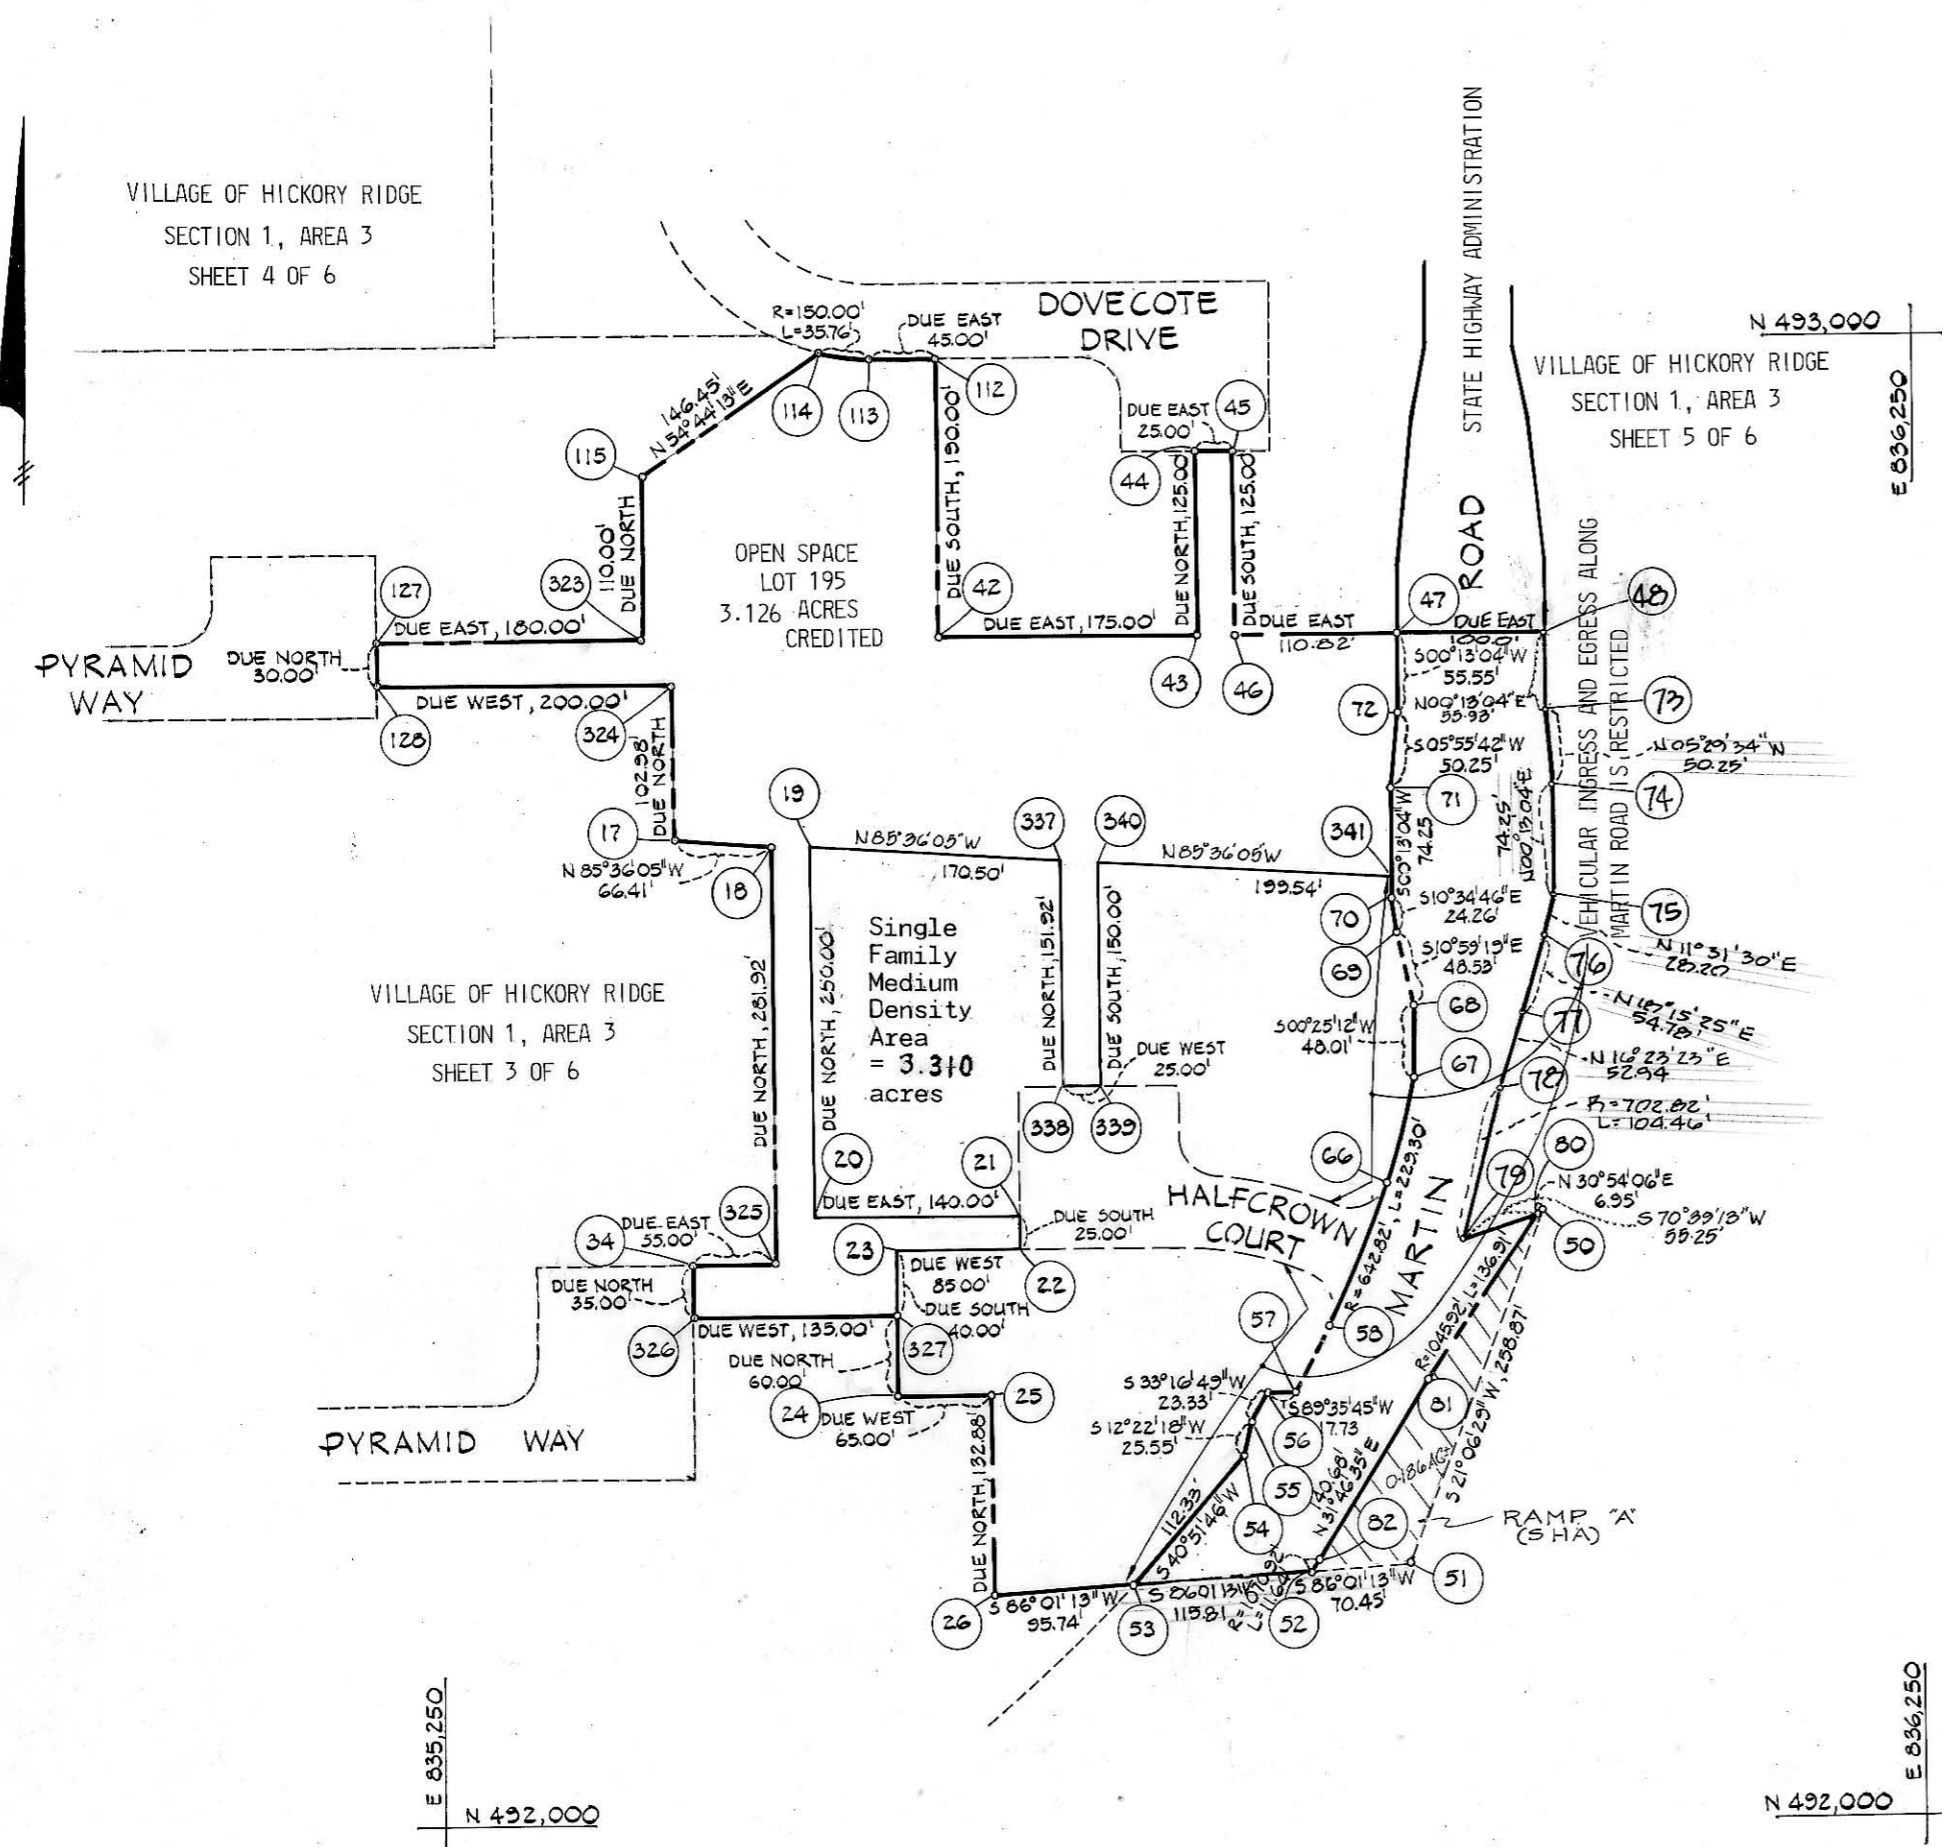 VILLAGE OF HICKORY RIDGE
SECTION 1, AREA 3
SHEET 4 OF 6
R=150.00'
L=35.76'
DUE EAST
45.00'
DOVECOTE
DRIVE
STATE HIGHWAY ADMINISTRATION
N 493,000
E 836,250
VILLAGE OF HICKORY RIDGE
SECTION 1, AREA 3
SHEET 5 OF 6
146.45'
N 54°44'13"E
114
113
112
DUE EAST
25.00'
45
115
44
110.00'
DUE NORTH
DUE SOUTH, 190.00'
DUE NORTH, 125.00
DUE SOUTH, 125.00
ROAD
OPEN SPACE
LOT 195
3.126 ACRES
CREDITED
127
323
42
47
48
DUE EAST, 180.00'
DUE EAST, 175.00'
DUE EAST
110.82'
DUE EAST
100.0'
PYRAMID
WAY
DUE NORTH
30.00'
DUE WEST, 200.00'
128
324
43
46
S00°13'04"W
55.55'
72
N00°13'04"E
55.93'
73
VEHICULAR INGRESS AND EGRESS ALONG
MARTIN ROAD IS RESTRICTED
S05°55'42"W
50.25'
N05°29'34"W
50.25'
102.98'
DUE NORTH
71
74
S00°13'04"W
74.25'
74.25'
N00°13'04"E
19
17
337
340
341
N85°36'05"W
170.50'
N85°36'05"W
199.54'
N 85°36'05"W
66.41'
18
70
S10°34'46"E
24.26'
75
N 11°31'30"E
28.20
Single
Family
Medium
Density
Area
= 3.310
acres
DUE NORTH, 281.92'
DUE NORTH, 250.00'
DUE NORTH, 151.92'
DUE SOUTH, 150.00'
69
S10°59'19"E
48.53'
76
54.78'
VILLAGE OF HICKORY RIDGE
SECTION 1, AREA 3
SHEET 3 OF 6
68
77
S00°25'12"W
48.01'
67
N 16°23'23"E
52.94
DUE WEST
25.00'
78
R=702.82'
L=104.46'
338
339
20
21
66
79
80
N 30°54'06"E
6.95'
S 70°39'13"W
55.25'
50
DUE EAST, 140.00'
DUE SOUTH
25.00'
HALFCROWN
COURT
R=642.82', L=229.30'
MARTIN
34
DUE EAST
55.00'
325
23
22
DUE WEST
85.00'
DUE NORTH
35.00'
DUE SOUTH
40.00'
DUE WEST, 135.00'
326
327
57
58
R=1045.92', L=136.91'
S 21°06'29"W, 258.87'
DUE NORTH
60.00'
24
25
DUE WEST
65.00'
S 33°16'49"W
23.33'
S89°35'45"W
17.73
81
S 12°22'18"W
25.55'
56
PYRAMID WAY
DUE NORTH, 132.88'
55
140.68'
N31°46'35"E
0.186 AC±
RAMP "A"
(SHA)
112.33'
S 40°51'46"W
54
82
51
26
S 86°01'13"W
95.74'
53
S 86°01'13"W
115.81
52
S 86°01'13"W
70.45'
E 835,250
N 492,000
E 836,250
N 492,000